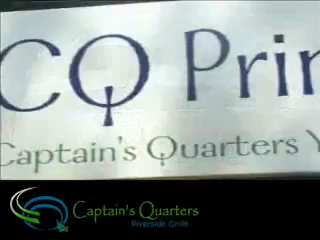 CQ Prin
Captain's Quarters Y
Captain's Quarters
Riverside Grille